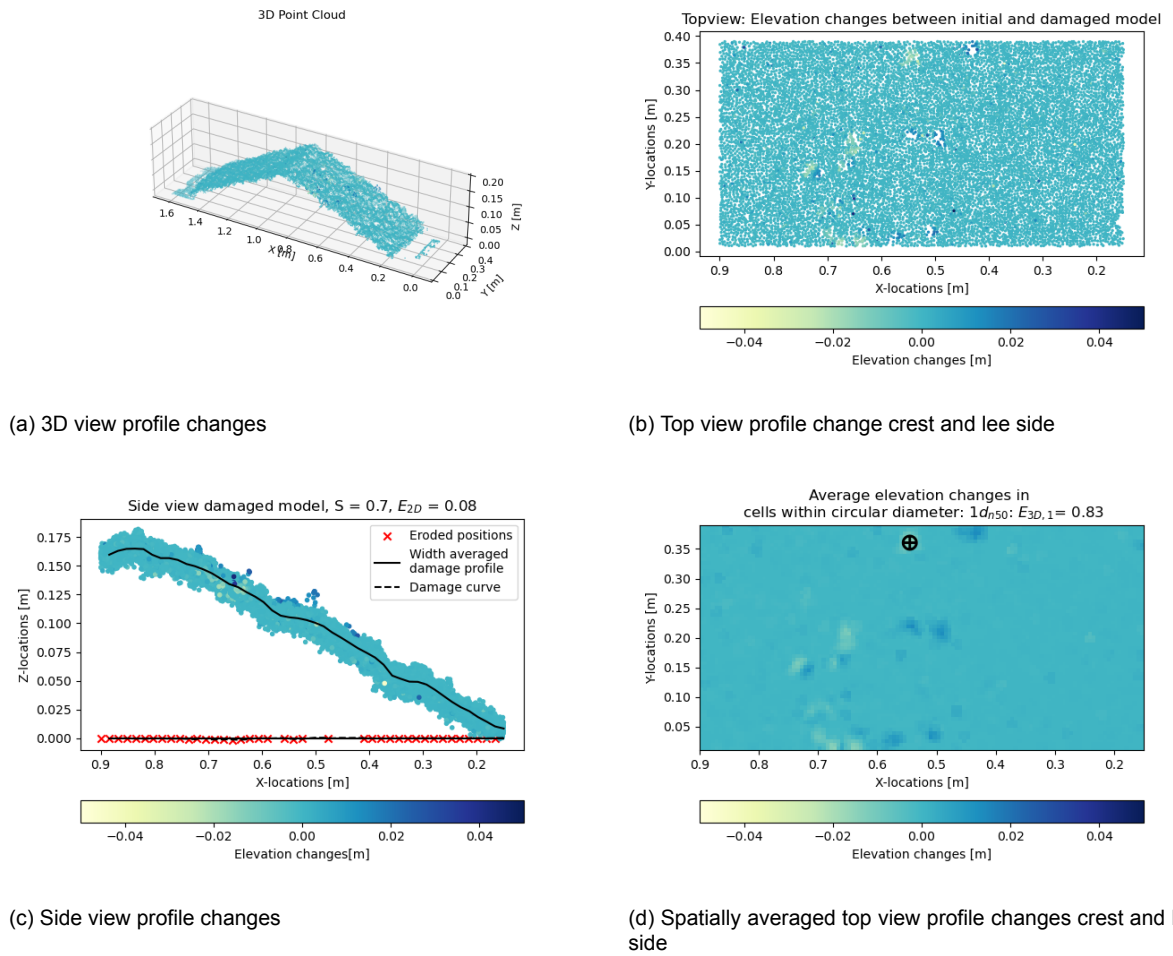 3D Point Cloud
0.20
0.15
0.10
0.05
0.00
Z [m]
1.6
1.4
1.2
1.0
0.8
0.6
0.4
0.2
0.0
X [m]
0.4
0.3
0.2
0.1
0.0
Y [m]
(a) 3D view profile changes
Topview: Elevation changes between initial and damaged model
0.40
0.35
0.30
0.25
0.20
0.15
0.10
0.05
0.00
Y-locations [m]
0.9 0.8 0.7 0.6 0.5 0.4 0.3 0.2
X-locations [m]
−0.04 −0.02 0.00 0.02 0.04
Elevation changes [m]
(b) Top view profile change crest and lee side
Side view damaged model, S = 0.7, E2D = 0.08
Eroded positions
Width averaged
damage profile
Damage curve
0.175
0.150
0.125
0.100
0.075
0.050
0.025
0.000
Z-locations [m]
0.9 0.8 0.7 0.6 0.5 0.4 0.3 0.2
X-locations [m]
−0.04 −0.02 0.00 0.02 0.04
Elevation changes[m]
(c) Side view profile changes
Average elevation changes in
cells within circular diameter: 1dn50: E3D,1= 0.83
0.35
0.30
0.25
0.20
0.15
0.10
0.05
Y-locations [m]
0.9 0.8 0.7 0.6 0.5 0.4 0.3 0.2
X-locations [m]
−0.04 −0.02 0.00 0.02 0.04
Elevation changes [m]
(d) Spatially averaged top view profile changes crest and
side